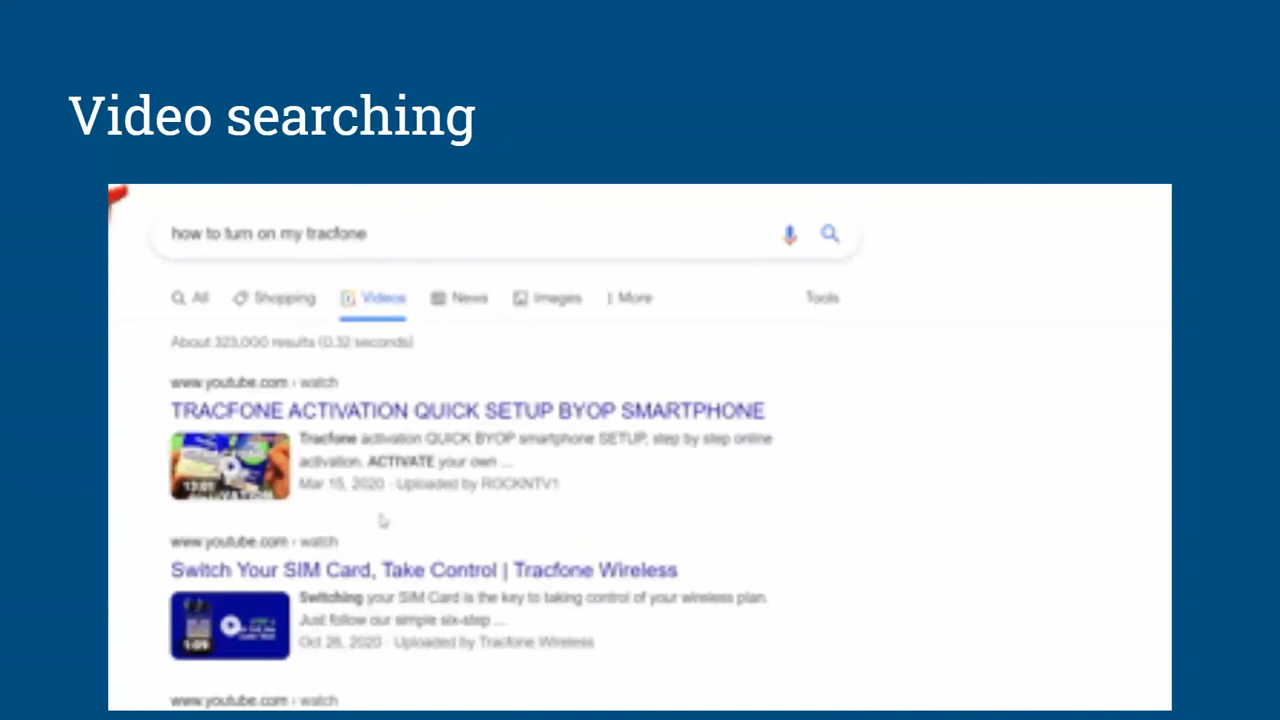 Video searching
how to turn on my tracfone
All Shopping Videos News Images More Tools
About 323,000 results (0.32 seconds)
www.youtube.com › watch
TRACFONE ACTIVATION QUICK SETUP BYOP SMARTPHONE
Tracfone activation QUICK BYOP smartphone SETUP, step by step online
activation. ACTIVATE your own ...
Mar 15, 2020 · Uploaded by ROCKNTV1
www.youtube.com › watch
Switch Your SIM Card, Take Control | Tracfone Wireless
Switching your SIM Card is the key to taking control of your wireless plan.
Just follow our simple six-step ...
1:09
Oct 26, 2020 · Uploaded by Tracfone Wireless
www.youtube.com › watch